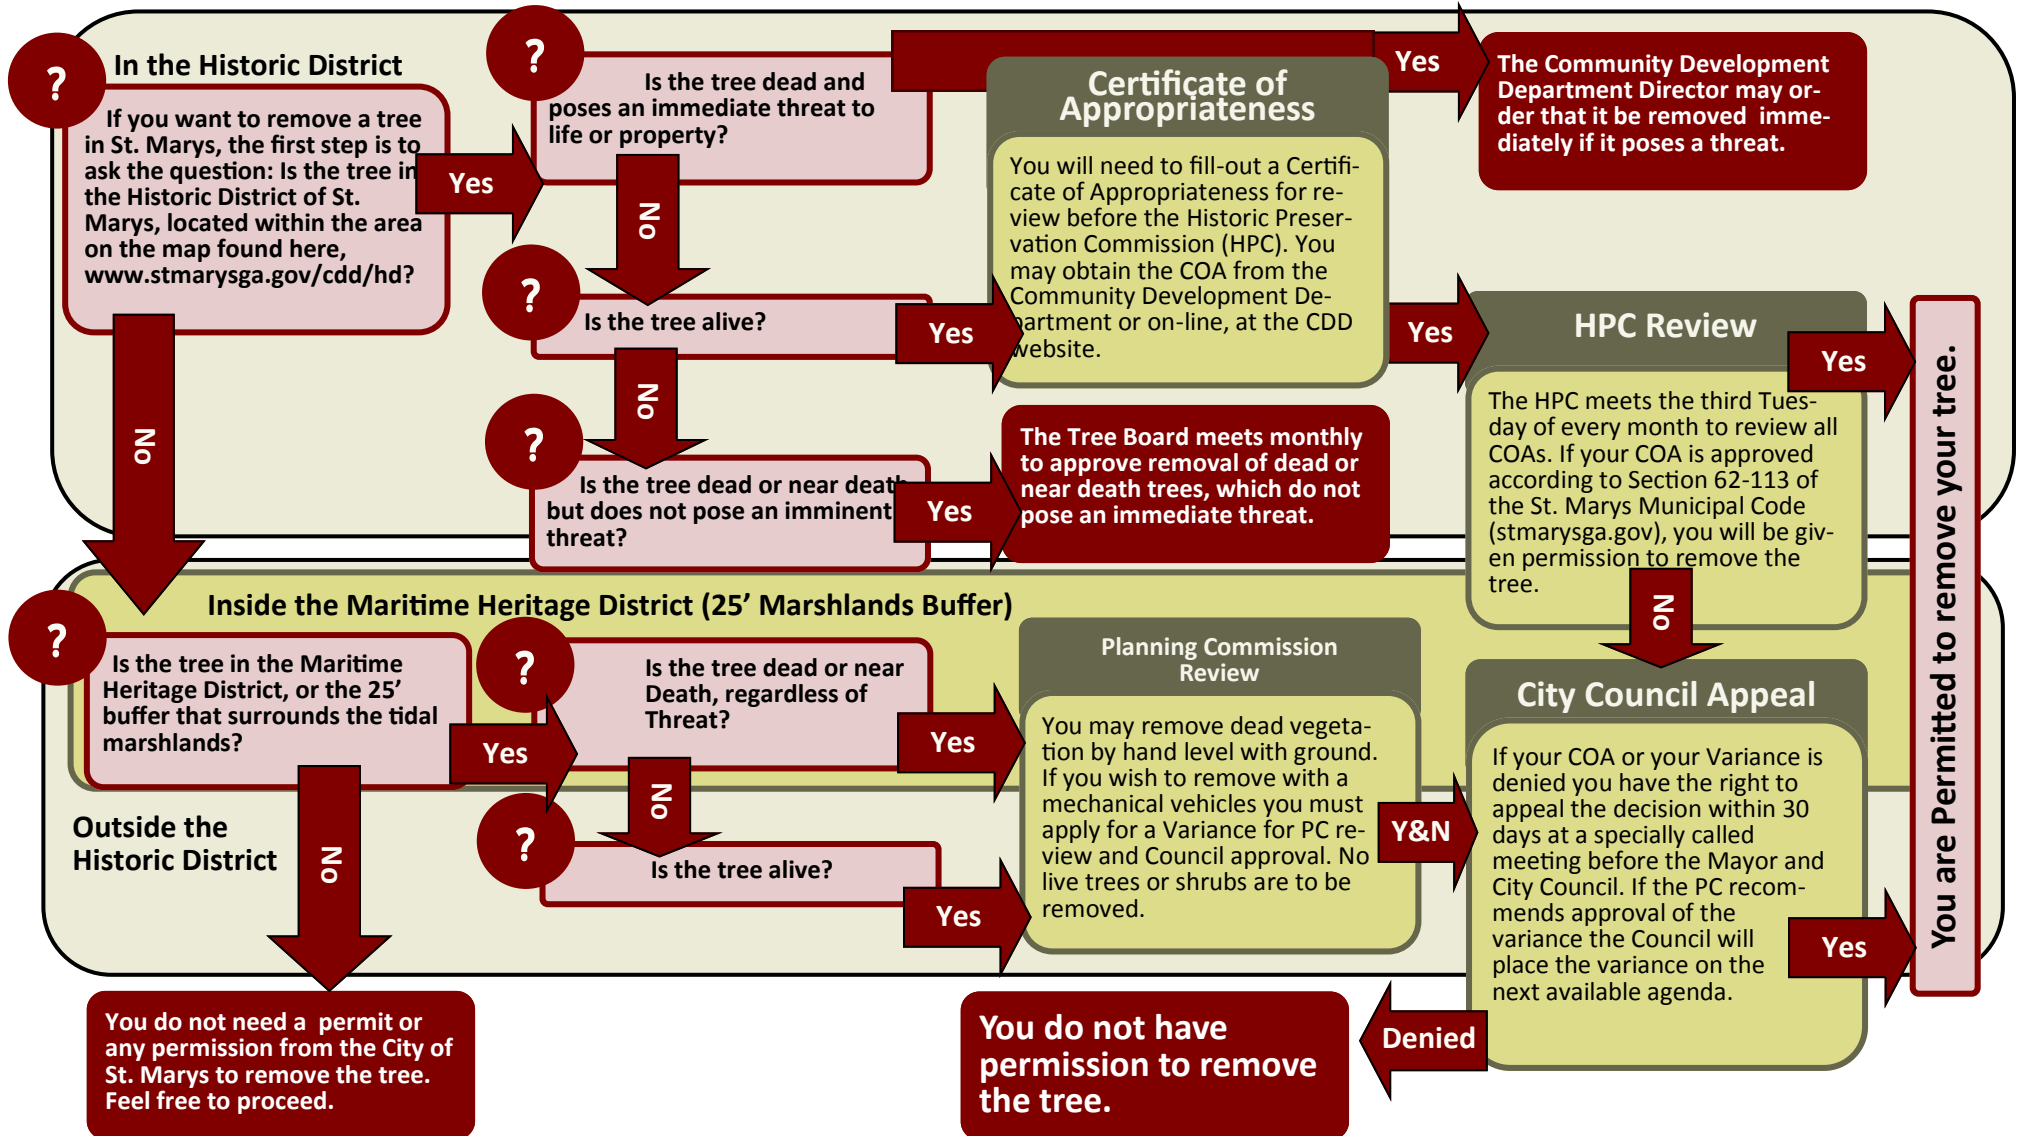 In the Historic District
?
If you want to remove a tree
in St. Marys, the first step is to
ask the question: Is the tree in
the Historic District of St.
Marys, located within the area
on the map found here,
www.stmarysga.gov/cdd/hd?
Yes
No
?
Is the tree dead and
poses an immediate threat to
life or property?
Yes
The Community Development
Department Director may or-
der that it be removed  imme-
diately if it poses a threat.
No
?
Is the tree alive?
Yes
Certificate of
Appropriateness
You will need to fill-out a Certifi-
cate of Appropriateness for re-
view before the Historic Preser-
vation Commission (HPC). You
may obtain the COA from the
Community Development De-
partment or on-line, at the CDD
website.
Yes
HPC Review
The HPC meets the third Tues-
day of every month to review all
COAs. If your COA is approved
according to Section 62-113 of
the St. Marys Municipal Code
(stmarysga.gov), you will be giv-
en permission to remove the
tree.
Yes
You are Permitted to remove your tree.
No
No
?
Is the tree dead or near death
but does not pose an imminent
threat?
Yes
The Tree Board meets monthly
to approve removal of dead or
near death trees, which do not
pose an immediate threat.
Inside the Maritime Heritage District (25’ Marshlands Buffer)
?
Is the tree in the Maritime
Heritage District, or the 25’
buffer that surrounds the tidal
marshlands?
Yes
?
Is the tree dead or near
Death, regardless of
Threat?
Yes
No
?
Is the tree alive?
Yes
Planning Commission
Review
You may remove dead vegeta-
tion by hand level with ground.
If you wish to remove with a
mechanical vehicles you must
apply for a Variance for PC re-
view and Council approval. No
live trees or shrubs are to be
removed.
Y&N
City Council Appeal
If your COA or your Variance is
denied you have the right to
appeal the decision within 30
days at a specially called
meeting before the Mayor and
City Council. If the PC recom-
mends approval of the
variance the Council will
place the variance on the
next available agenda.
Yes
Denied
You do not have
permission to remove
the tree.
Outside the
Historic District
No
You do not need a  permit or
any permission from the City of
St. Marys to remove the tree.
Feel free to proceed.